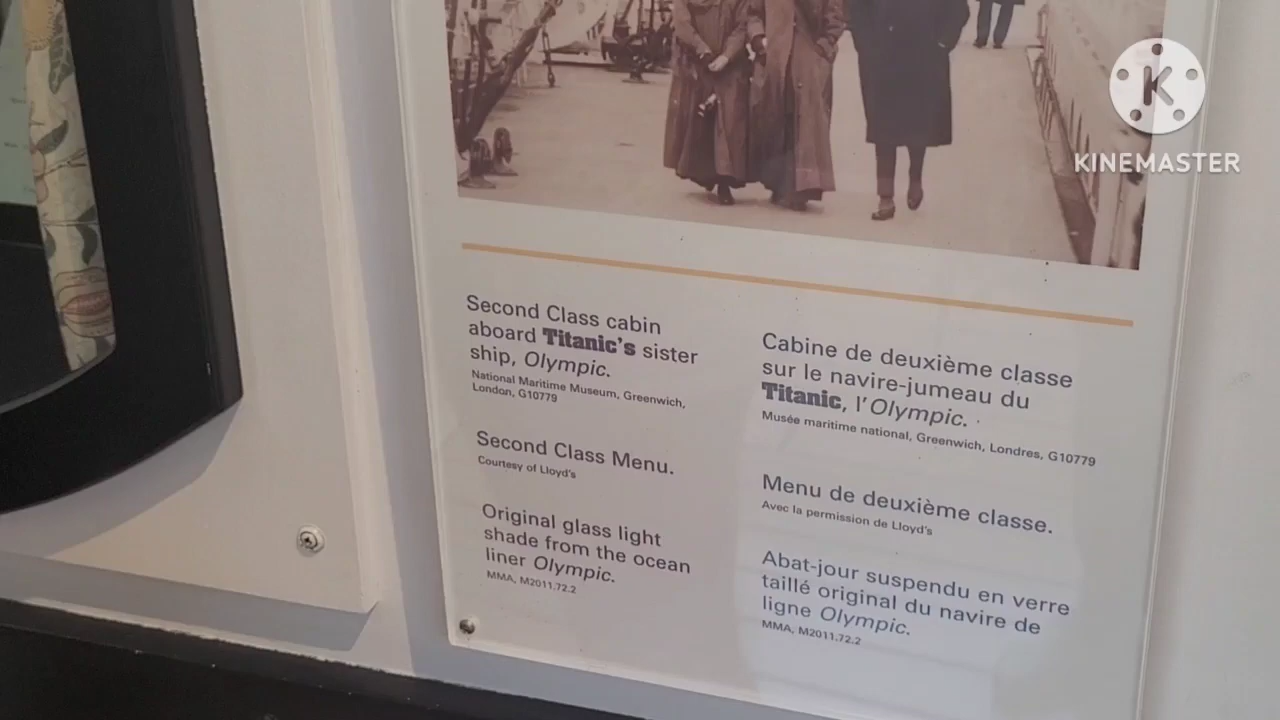 K
KINEMASTER
Second Class cabin
aboard Titanic's sister
ship, Olympic.
National Maritime Museum, Greenwich,
London, G10779
Second Class Menu.
Courtesy of Lloyd's
Original glass light
shade from the ocean
liner Olympic.
MMA, M2011.72.2
Cabine de deuxième classe
sur le navire-jumeau du
Titanic, l'Olympic.
Musée maritime national, Greenwich, Londres, G10779
Menu de deuxième classe.
Avec la permission de Lloyd's
Abat-jour suspendu en verre
taillé original du navire de
ligne Olympic.
MMA, M2011.72.2